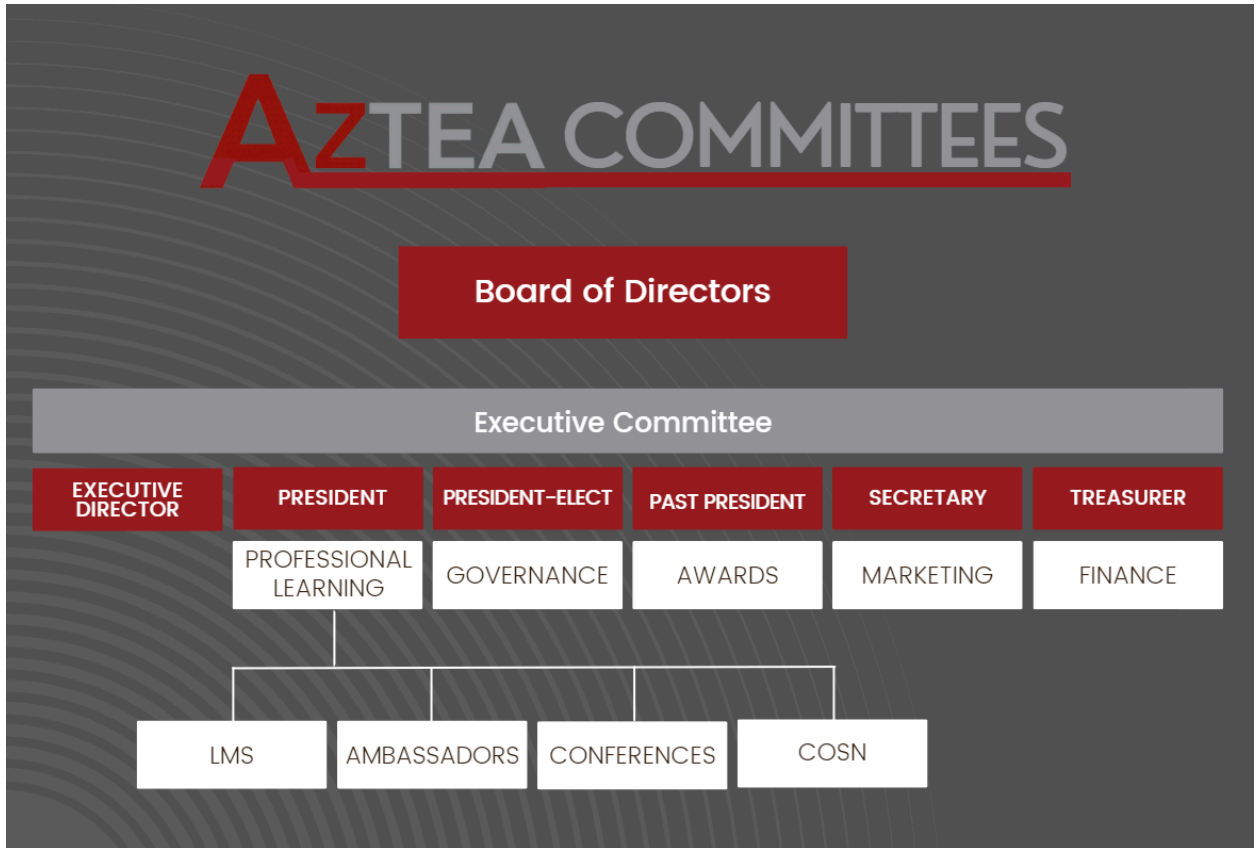 AzTEA COMMITTEES
Board of Directors
Executive Committee
EXECUTIVE
DIRECTOR
PRESIDENT
PRESIDENT-ELECT
PAST PRESIDENT
SECRETARY
TREASURER
PROFESSIONAL
LEARNING
GOVERNANCE
AWARDS
MARKETING
FINANCE
LMS
AMBASSADORS
CONFERENCES
COSN